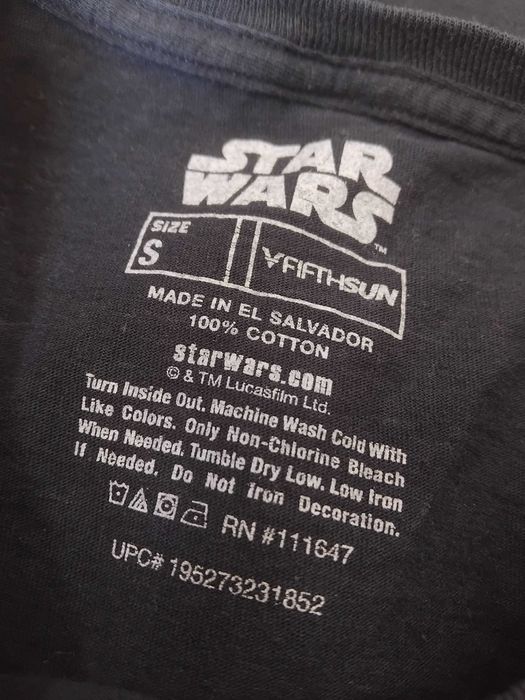 STAR
WARS
TM
SIZE
S
FIFTHSUN
MADE IN EL SALVADOR
100% COTTON
starwars.com
© & TM Lucasfilm Ltd.
Turn Inside Out. Machine Wash Cold With
Like Colors. Only Non-Chlorine Bleach
When Needed. Tumble Dry Low. Low Iron
If Needed. Do Not Iron Decoration.
RN #111647
UPC# 195273231852